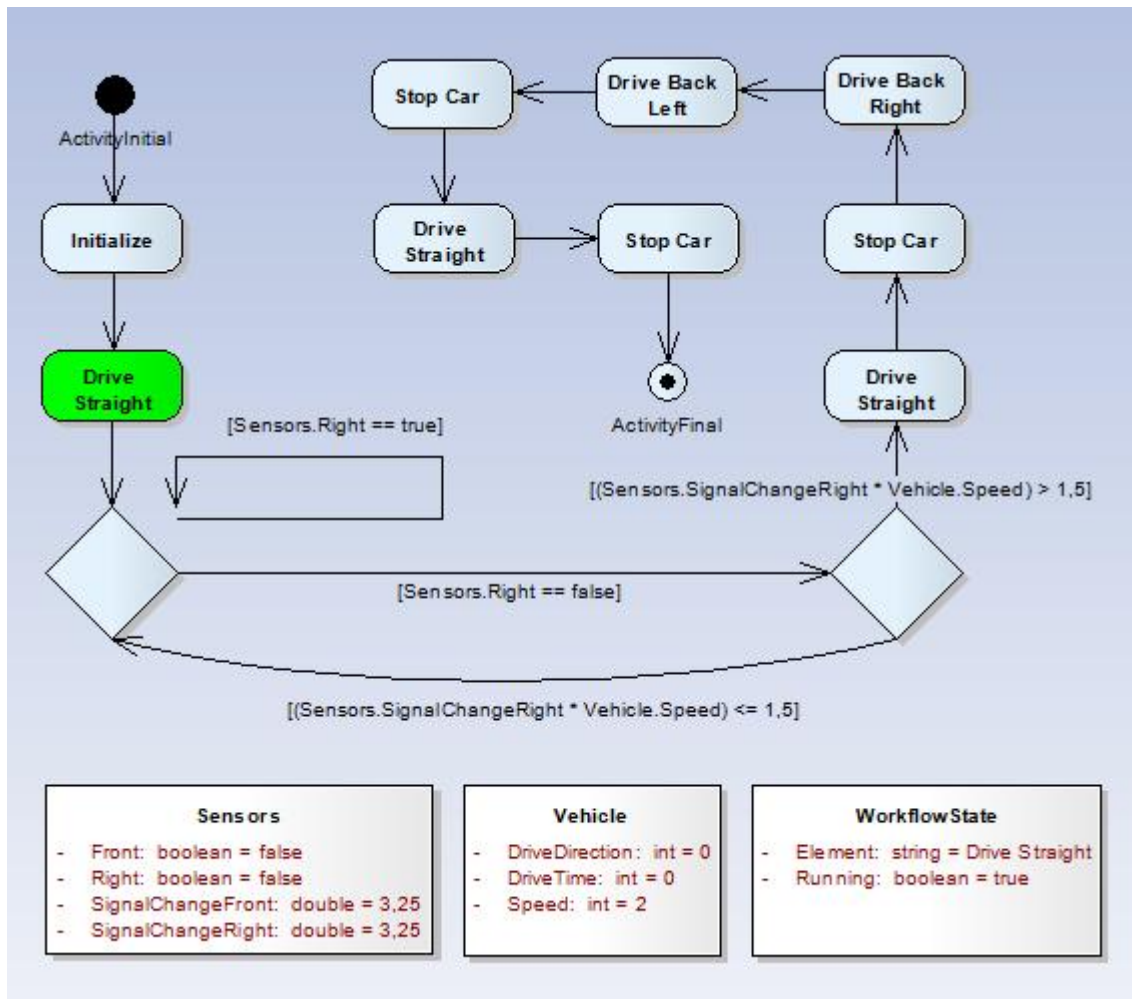 ActivityInitial
Initialize
Drive
Straight
[Sensors.Right == true]
[Sensors.Right == false]
[(Sensors.SignalChangeRight * Vehicle.Speed) <= 1,5]
[(Sensors.SignalChangeRight * Vehicle.Speed) > 1,5]
Drive
Straight
Stop Car
Drive Back
Right
Drive Back
Left
Stop Car
Drive
Straight
Stop Car
ActivityFinal
Sensors
- Front: boolean = false
- Right: boolean = false
- SignalChangeFront: double = 3,25
- SignalChangeRight: double = 3,25
Vehicle
- DriveDirection: int = 0
- DriveTime: int = 0
- Speed: int = 2
WorkflowState
- Element: string = Drive Straight
- Running: boolean = true